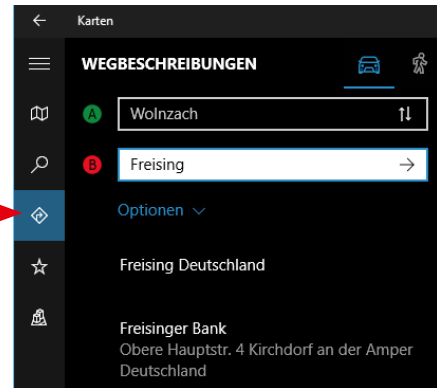 Karten
WEGBESCHREIBUNGEN
A Wolnzach
B Freising
Optionen
Freising Deutschland
Freisinger Bank
Obere Hauptstr. 4 Kirchdorf an der Amper
Deutschland